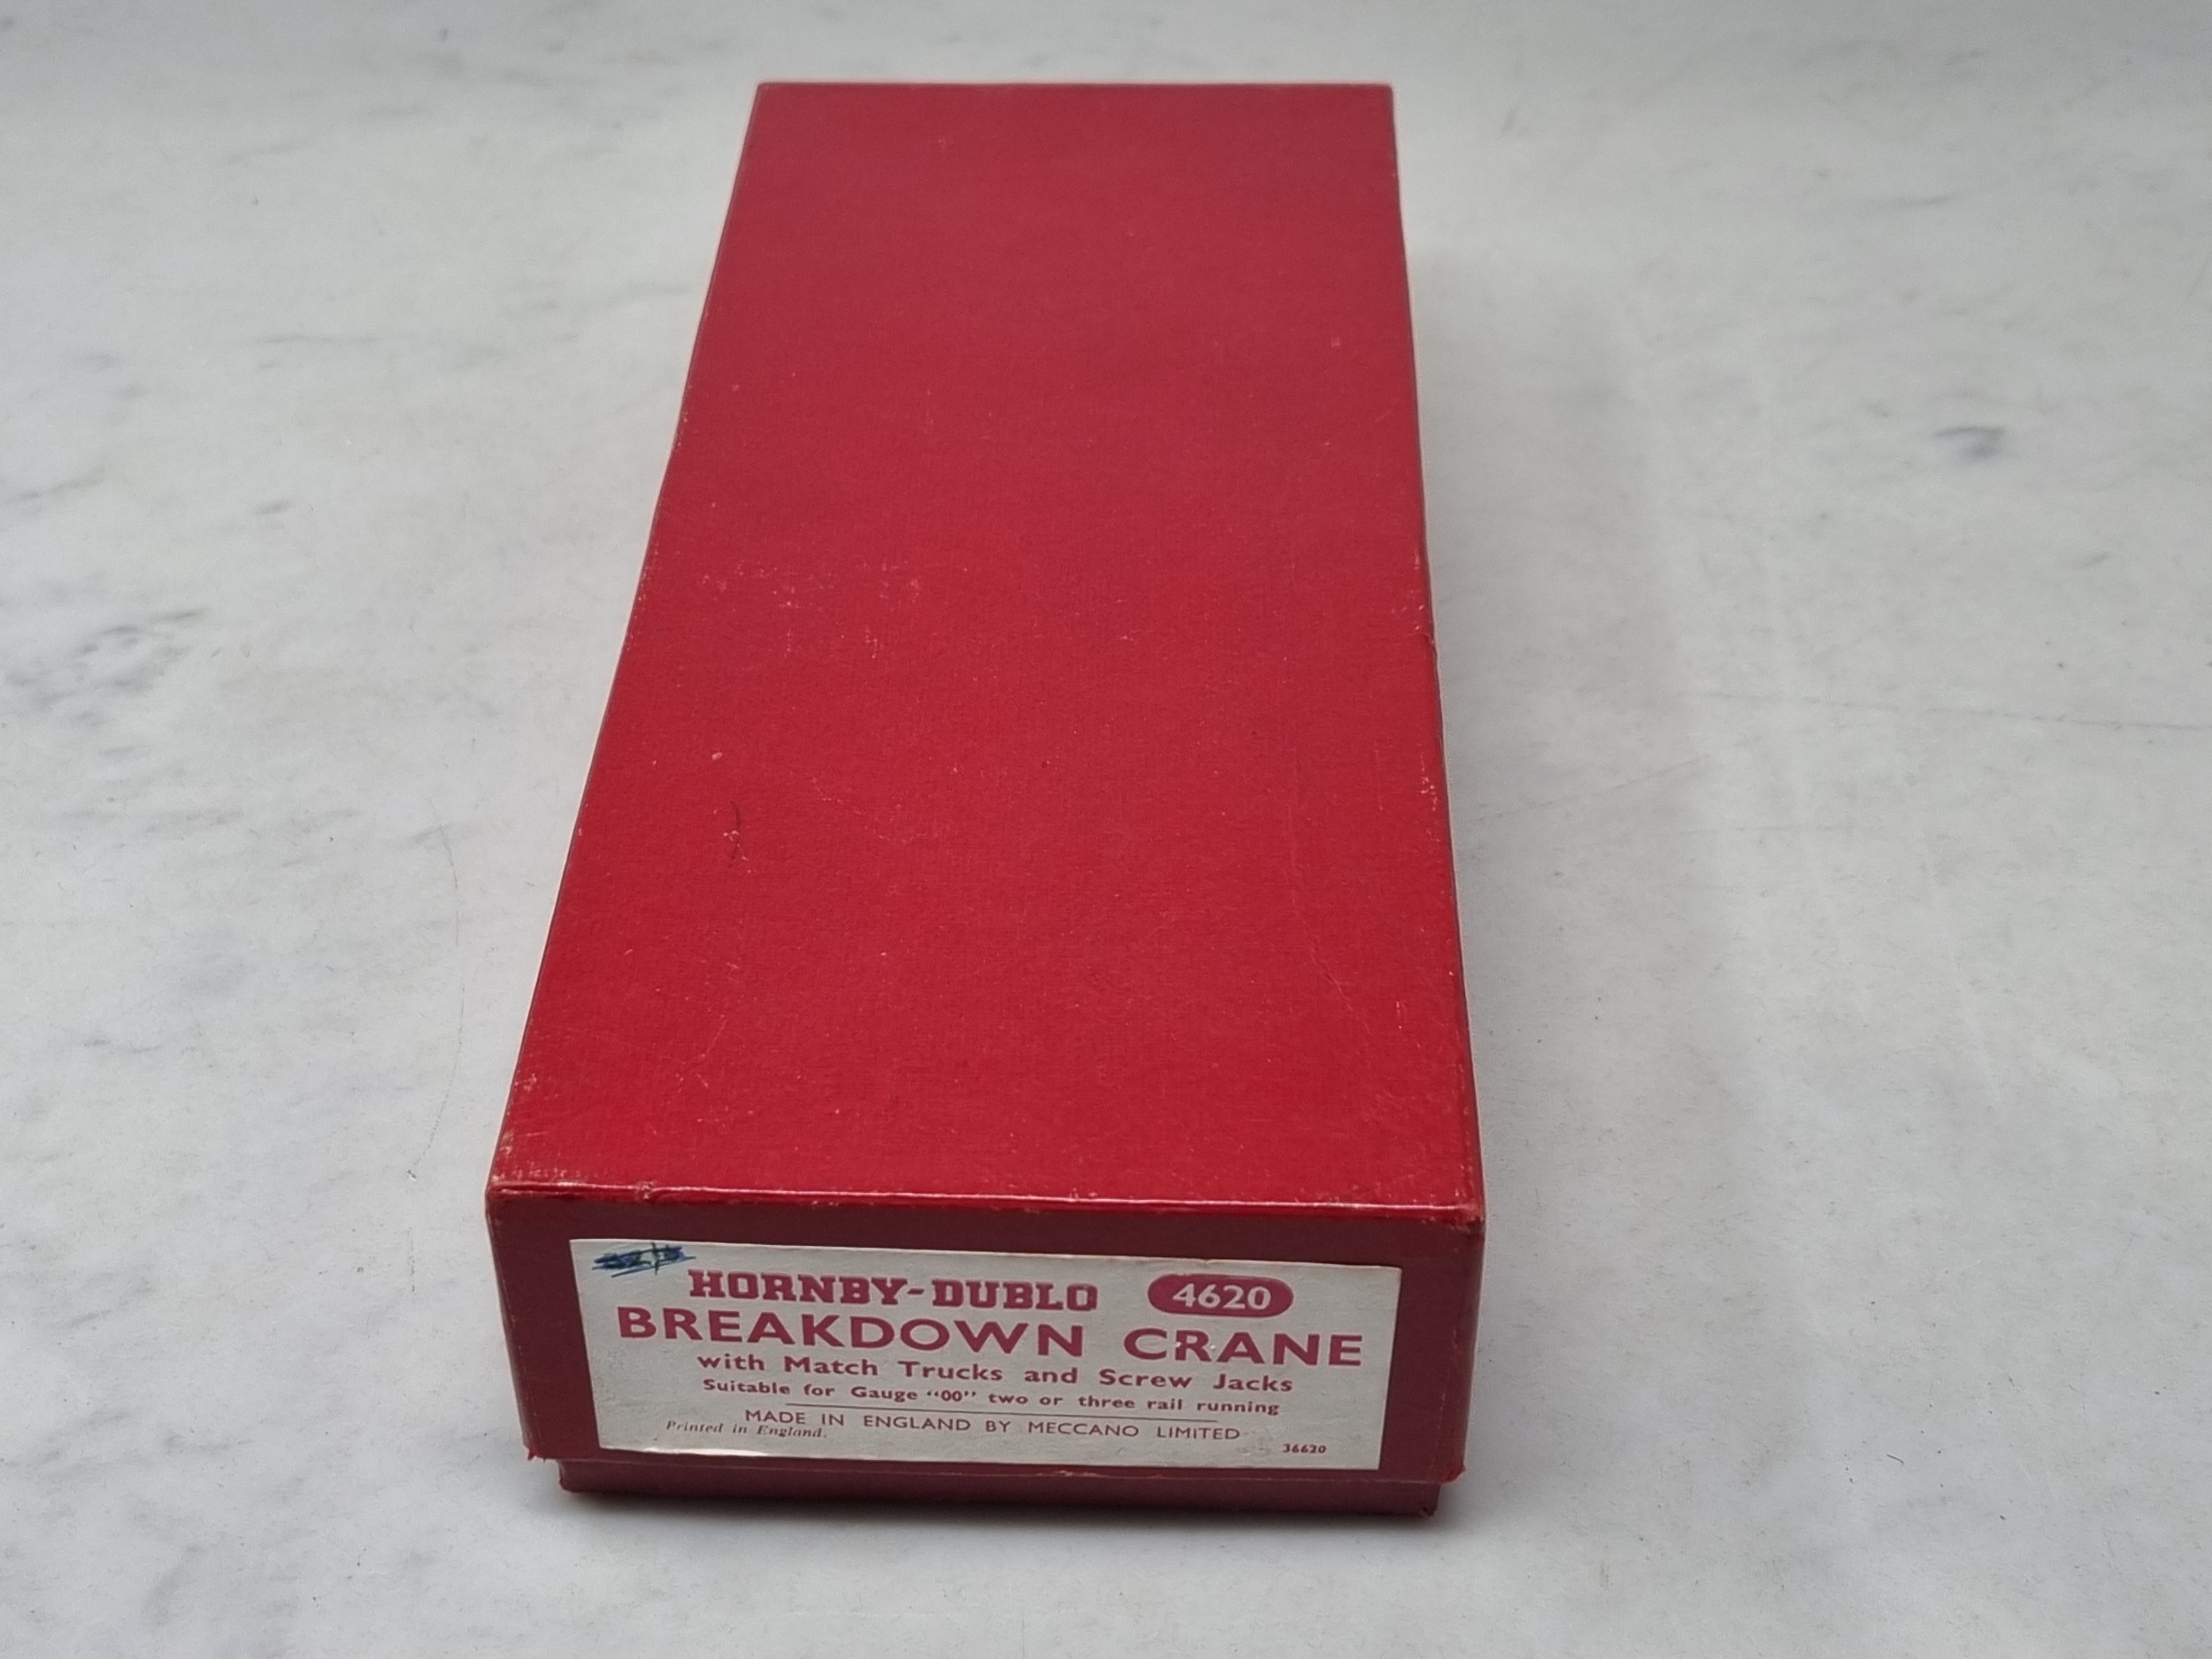 HORNBY-DUBLO 4620
BREAKDOWN CRANE
with Match Trucks and Screw Jacks
Suitable for Gauge “00” two or three rail running
MADE IN ENGLAND BY MECCANO LIMITED
Printed in England.
36620